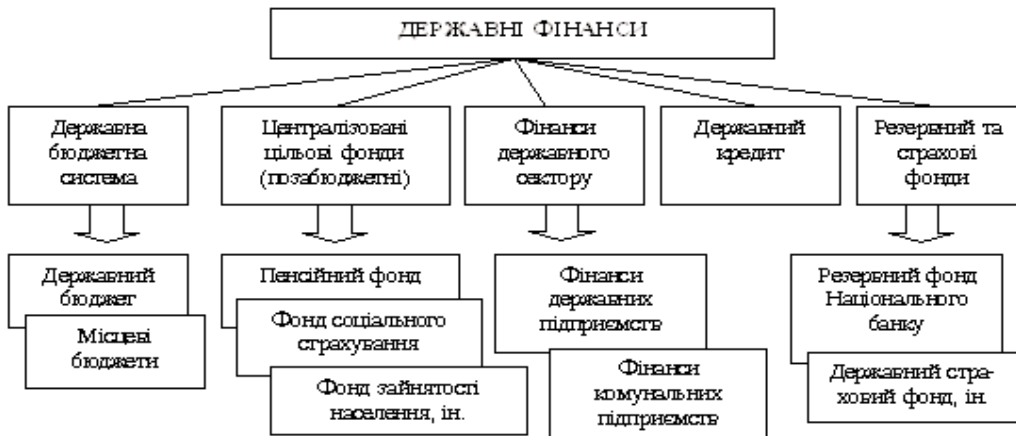 ДЕРЖАВНІ ФІНАНСИ
Державна
бюджетна
система
Централізовані
цільові фонди
(позабюджетні)
Фінанси
державного
сектору
Державний
кредит
Резервний та
страхові
фонди
Державний
бюджет
Місцеві
бюджети
Пенсійний фонд
Фонд соціального
страхування
Фонд зайнятості
населення, ін.
Фінанси
державних
підприємств
Фінанси
комунальних
підприємств
Резервний фонд
Національного
банку
Державний стра-
ховий фонд, ін.